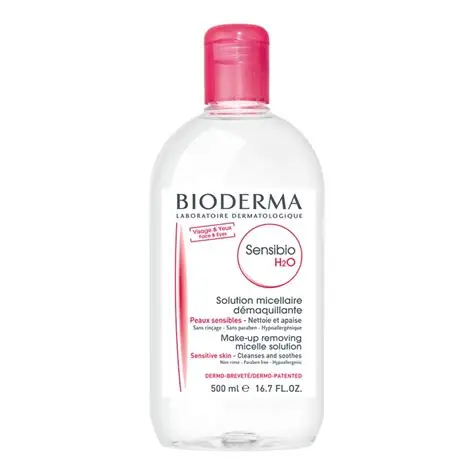 BIODERMA
LABORATOIRE DERMATOLOGIQUE
Visage & Yeux
Face & Eyes
Sensibio
H2O
Solution micellaire
démaquillante
Peaux sensibles - Nettoie et apaise
Sans rinçage - Sans paraben - Hypoallergénique
Make-up removing
micelle solution
Sensitive skin - Cleanses and soothes
Non rinse - Paraben free - Hypoallergenic
DERMO-BREVETÉ/DERMO-PATENTED
500 ml e 16.7 FL.OZ.